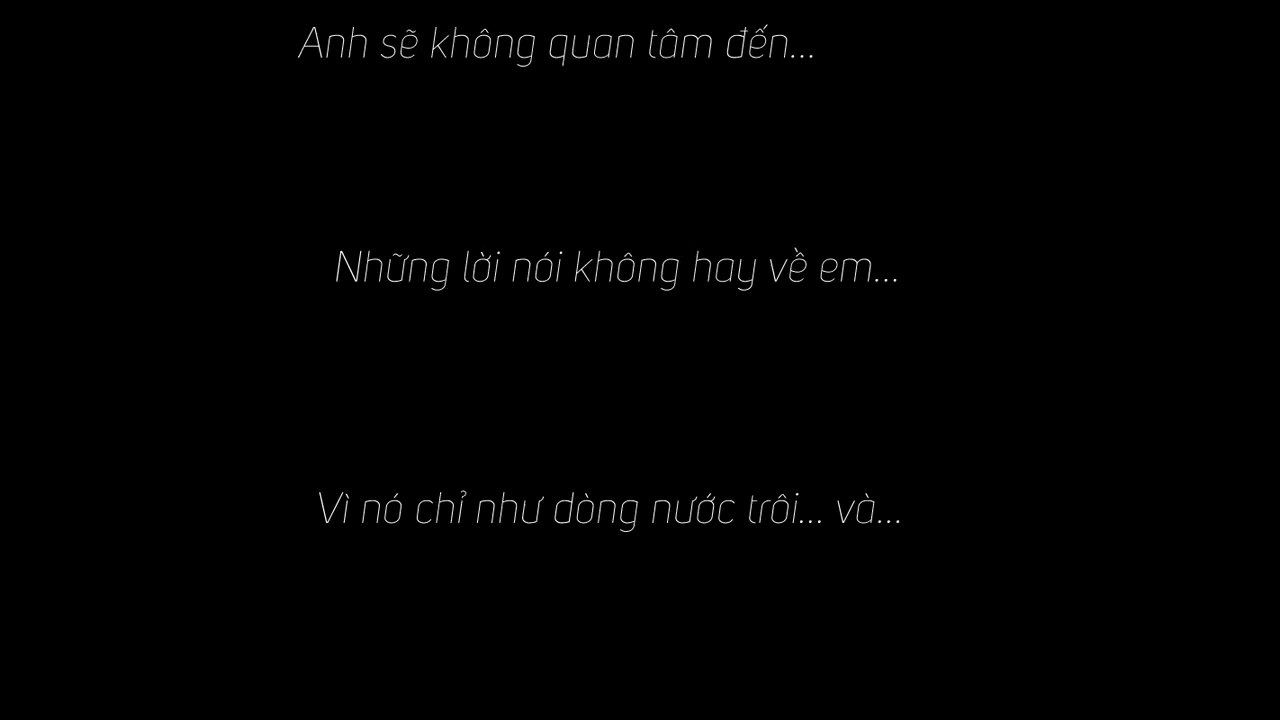 Anh sẽ không quan tâm đến...
Những lời nói không hay về em...
Vì nó chỉ như dòng nước trôi... và...